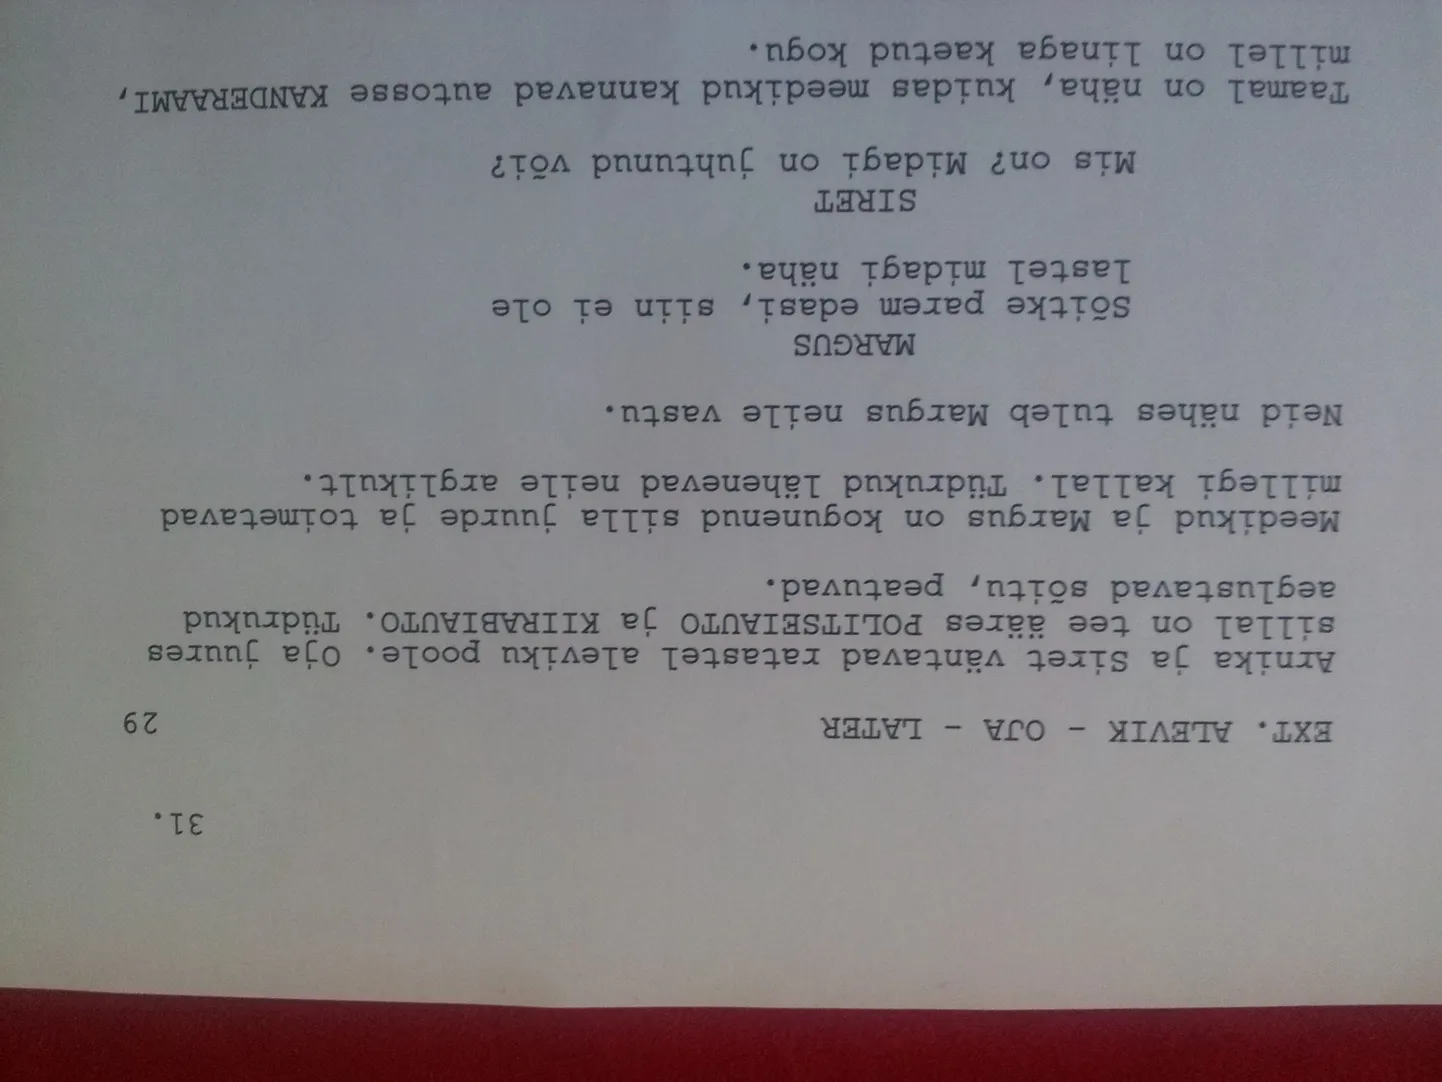 31.
EXT. ALEVIK - OJA - LATER 29
Arnika ja Siret väntavad ratastel aleviku poole. Oja juures
sillal on tee ääres POLITSEIAUTO ja KIIRABIAUTO. Tüdrukud
aeglustavad sõitu, peatuvad.
Meedikud ja Margus on kogunenud silla juurde ja toimetavad
millegi kallal. Tüdrukud lähenevad neile arglikult.
Neid nähes tuleb Margus neile vastu.
MARGUS
Sõitke parem edasi, siin ei ole
lastel midagi näha.
SIRET
Mis on? Midagi on juhtunud või?
Taamal on näha, kuidas meedikud kannavad autosse KANDERAAMI,
millel on linaga kaetud kogu.